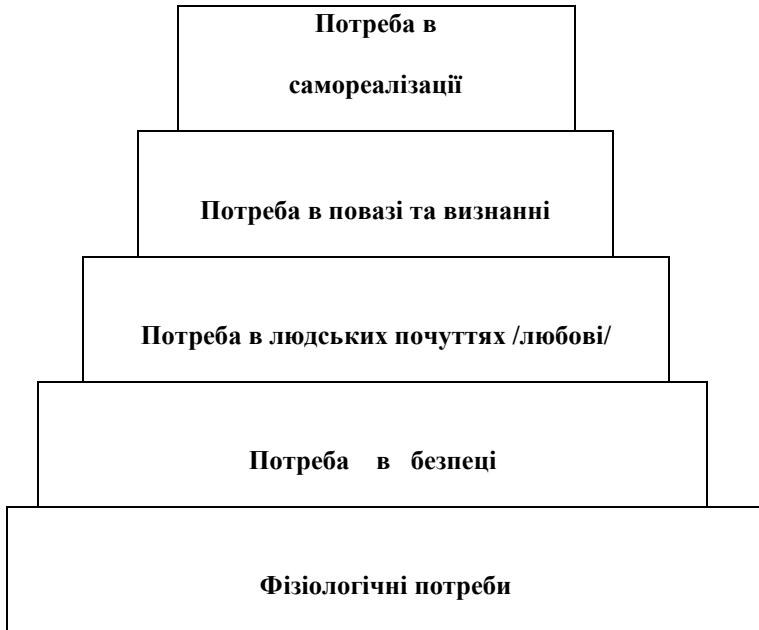 Потреба в
самореалізації
Потреба в повазі та визнанні
Потреба в людських почуттях /любові/
Потреба в безпеці
Фізіологічні потреби